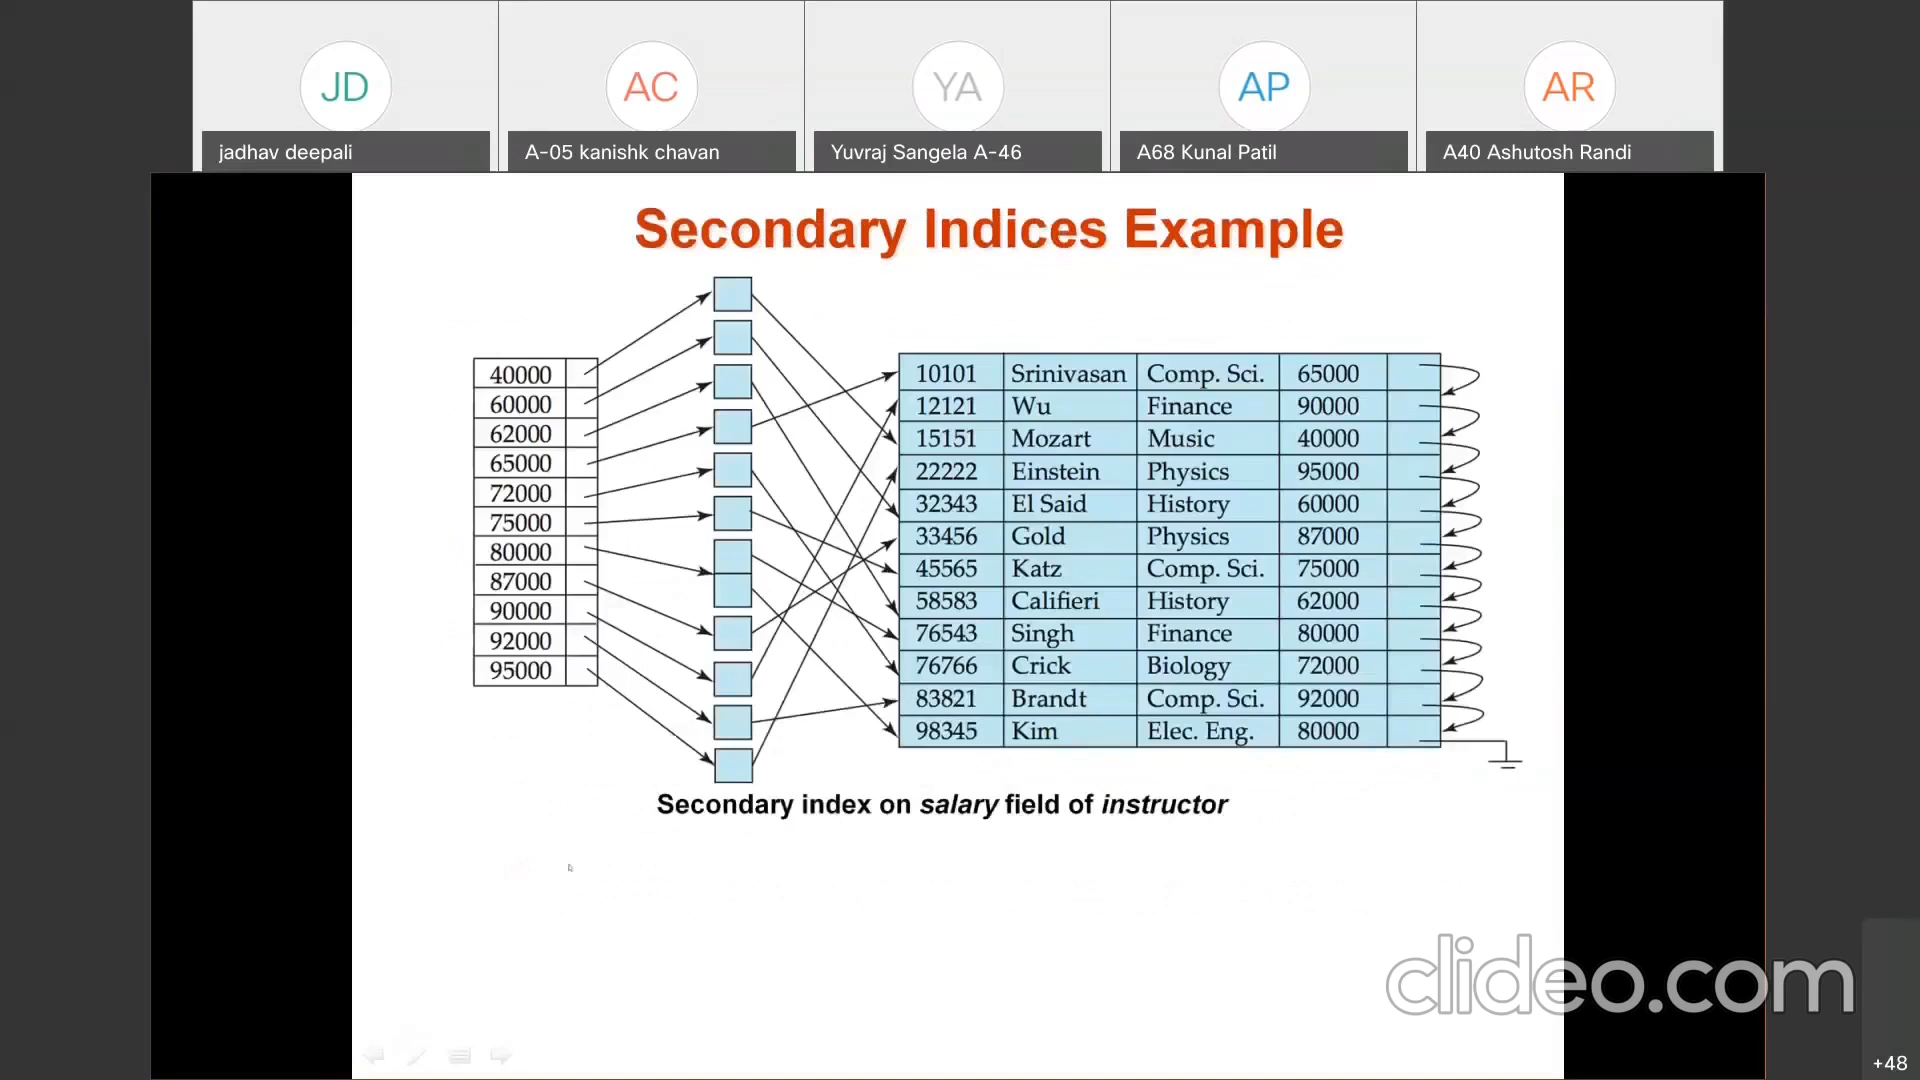 JD
AC
YA
AP
AR
jadhav deepali
A-05 kanishk chavan
Yuvraj Sangela A-46
A68 Kunal Patil
A40 Ashutosh Randi
Secondary Indices Example
40000
60000
62000
65000
72000
75000
80000
87000
90000
92000
95000
10101 Srinivasan Comp. Sci. 65000
12121 Wu Finance 90000
15151 Mozart Music 40000
22222 Einstein Physics 95000
32343 El Said History 60000
33456 Gold Physics 87000
45565 Katz Comp. Sci. 75000
58583 Califieri History 62000
76543 Singh Finance 80000
76766 Crick Biology 72000
83821 Brandt Comp. Sci. 92000
98345 Kim Elec. Eng. 80000
Secondary index on salary field of instructor
clideo.com
+48